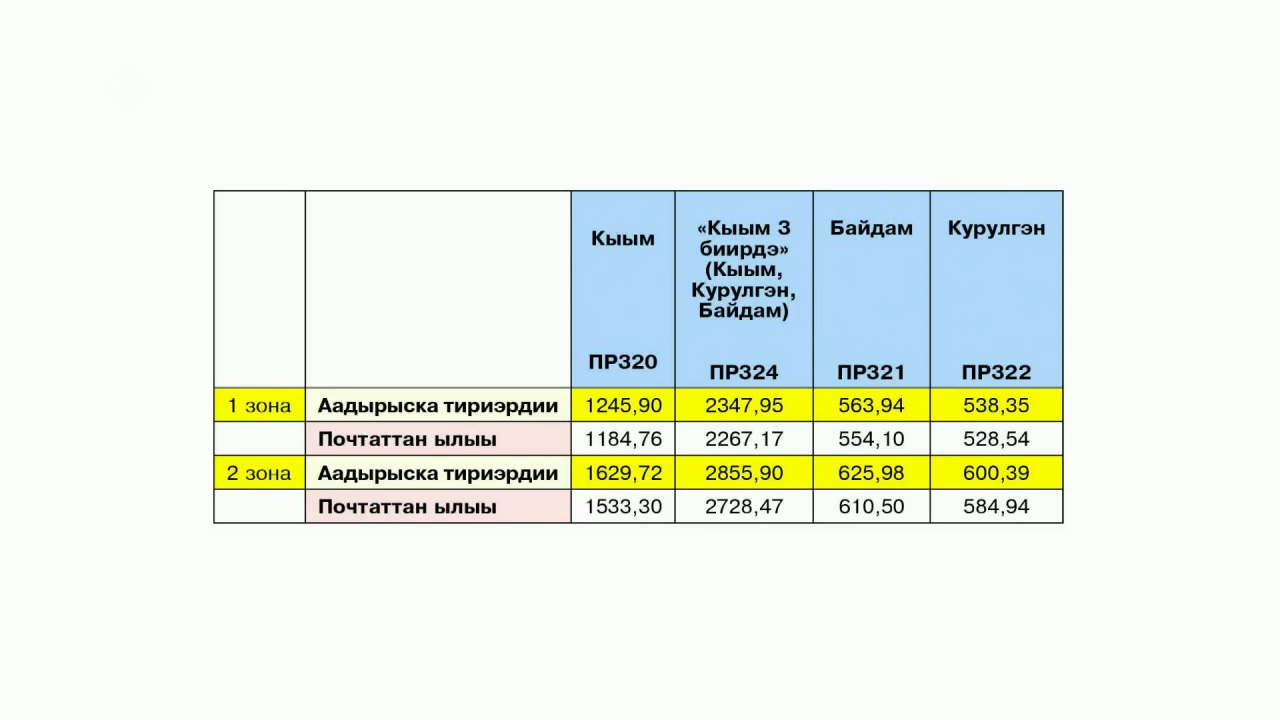 Кыым
«Кыым 3
биирдэ»
(Кыым,
Курулгэн,
Байдам)
Байдам
Курулгэн
ПР320
ПР324
ПР321
ПР322
1 зона Аадырыска тириэрдии 1245,90 2347,95 563,94 538,35
Почтаттан ылыы 1184,76 2267,17 554,10 528,54
2 зона Аадырыска тириэрдии 1629,72 2855,90 625,98 600,39
Почтаттан ылыы 1533,30 2728,47 610,50 584,94